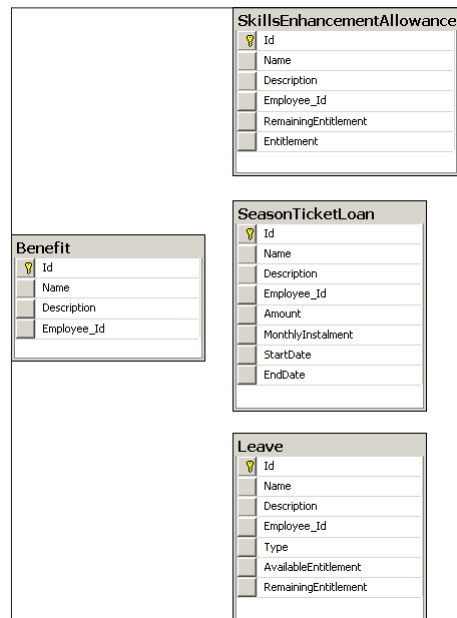 SkillsEnhancementAllowance
Id
Name
Description
Employee_Id
RemainingEntitlement
Entitlement
SeasonTicketLoan
Id
Name
Description
Employee_Id
Amount
MonthlyInstalment
StartDate
EndDate
Benefit
Id
Name
Description
Employee_Id
Leave
Id
Name
Description
Employee_Id
Type
AvailableEntitlement
RemainingEntitlement